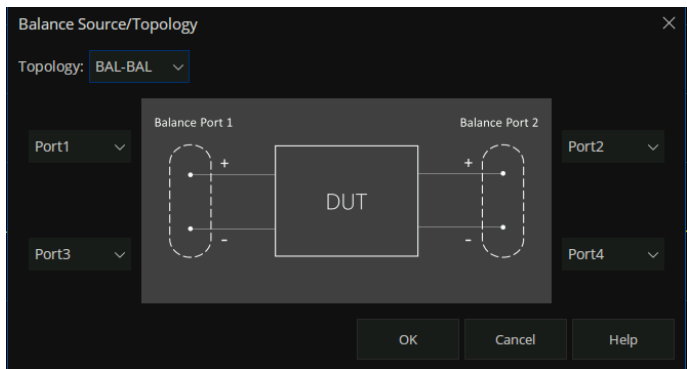 Balance Source/Topology
Topology: BAL-BAL
Balance Port 1 Balance Port 2
Port1 + + Port2
DUT
Port3 - - Port4
OK Cancel Help